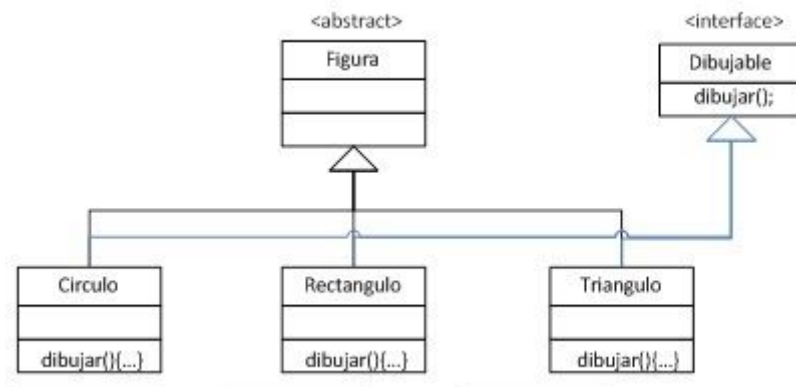 <abstract>
<interface>
Figura
Dibujable
dibujar();
Circulo
Rectangulo
Triangulo
dibujar(){...}
dibujar(){...}
dibujar(){...}